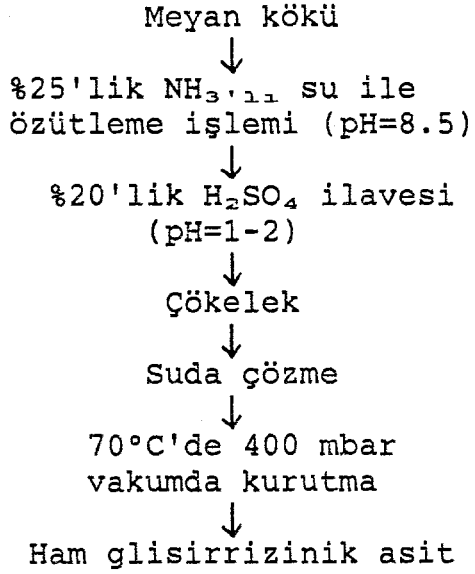 Meyan kökü
↓
%25'lik NH₃'₁₁ su ile
özütleme işlemi (pH=8.5)
↓
%20'lik H₂SO₄ ilavesi
(pH=1-2)
↓
Çökelek
↓
Suda çözme
↓
70°C'de 400 mbar
vakumda kurutma
↓
Ham glisirrizinik asit